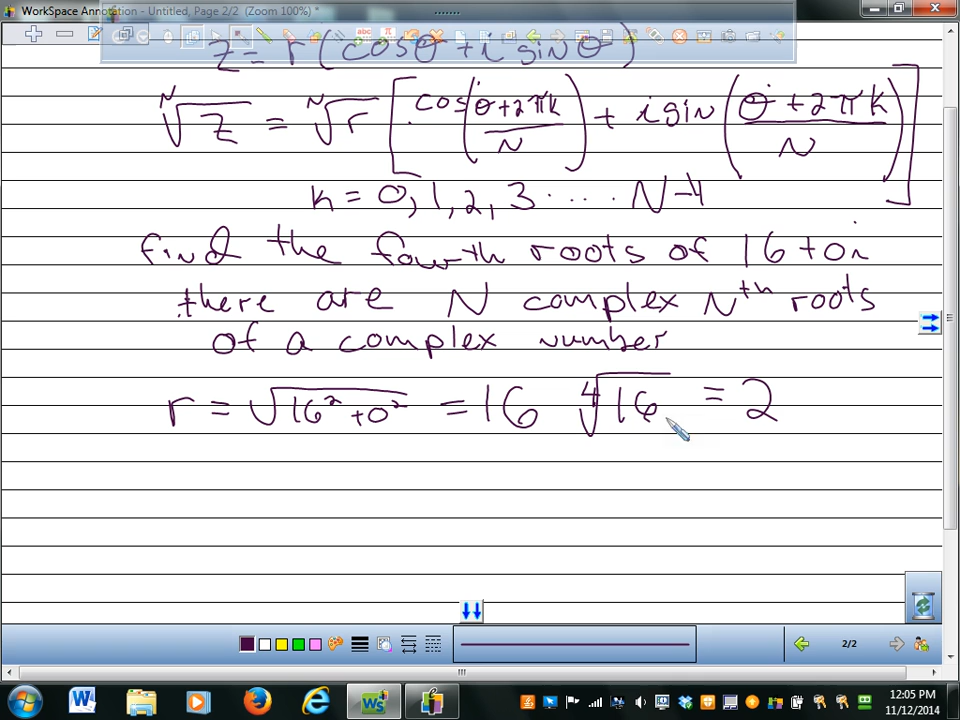 WorkSpace Annotation - Untitled, Page 2/2 (Zoom 100%) *
z = r (cosθ + i sinθ)
ᴺ√z = ᴺ√r [cos((θ+2πk)/N) + i sin((θ+2πk)/N)]
k = 0, 1, 2, 3 ···· N-1
find the fourth roots of 16 + 0i
there are N complex Nᵗʰ roots
of a complex number
r = √(16² + 0²) = 16 ⁴√16 = 2
2/2
12:05 PM
11/12/2014